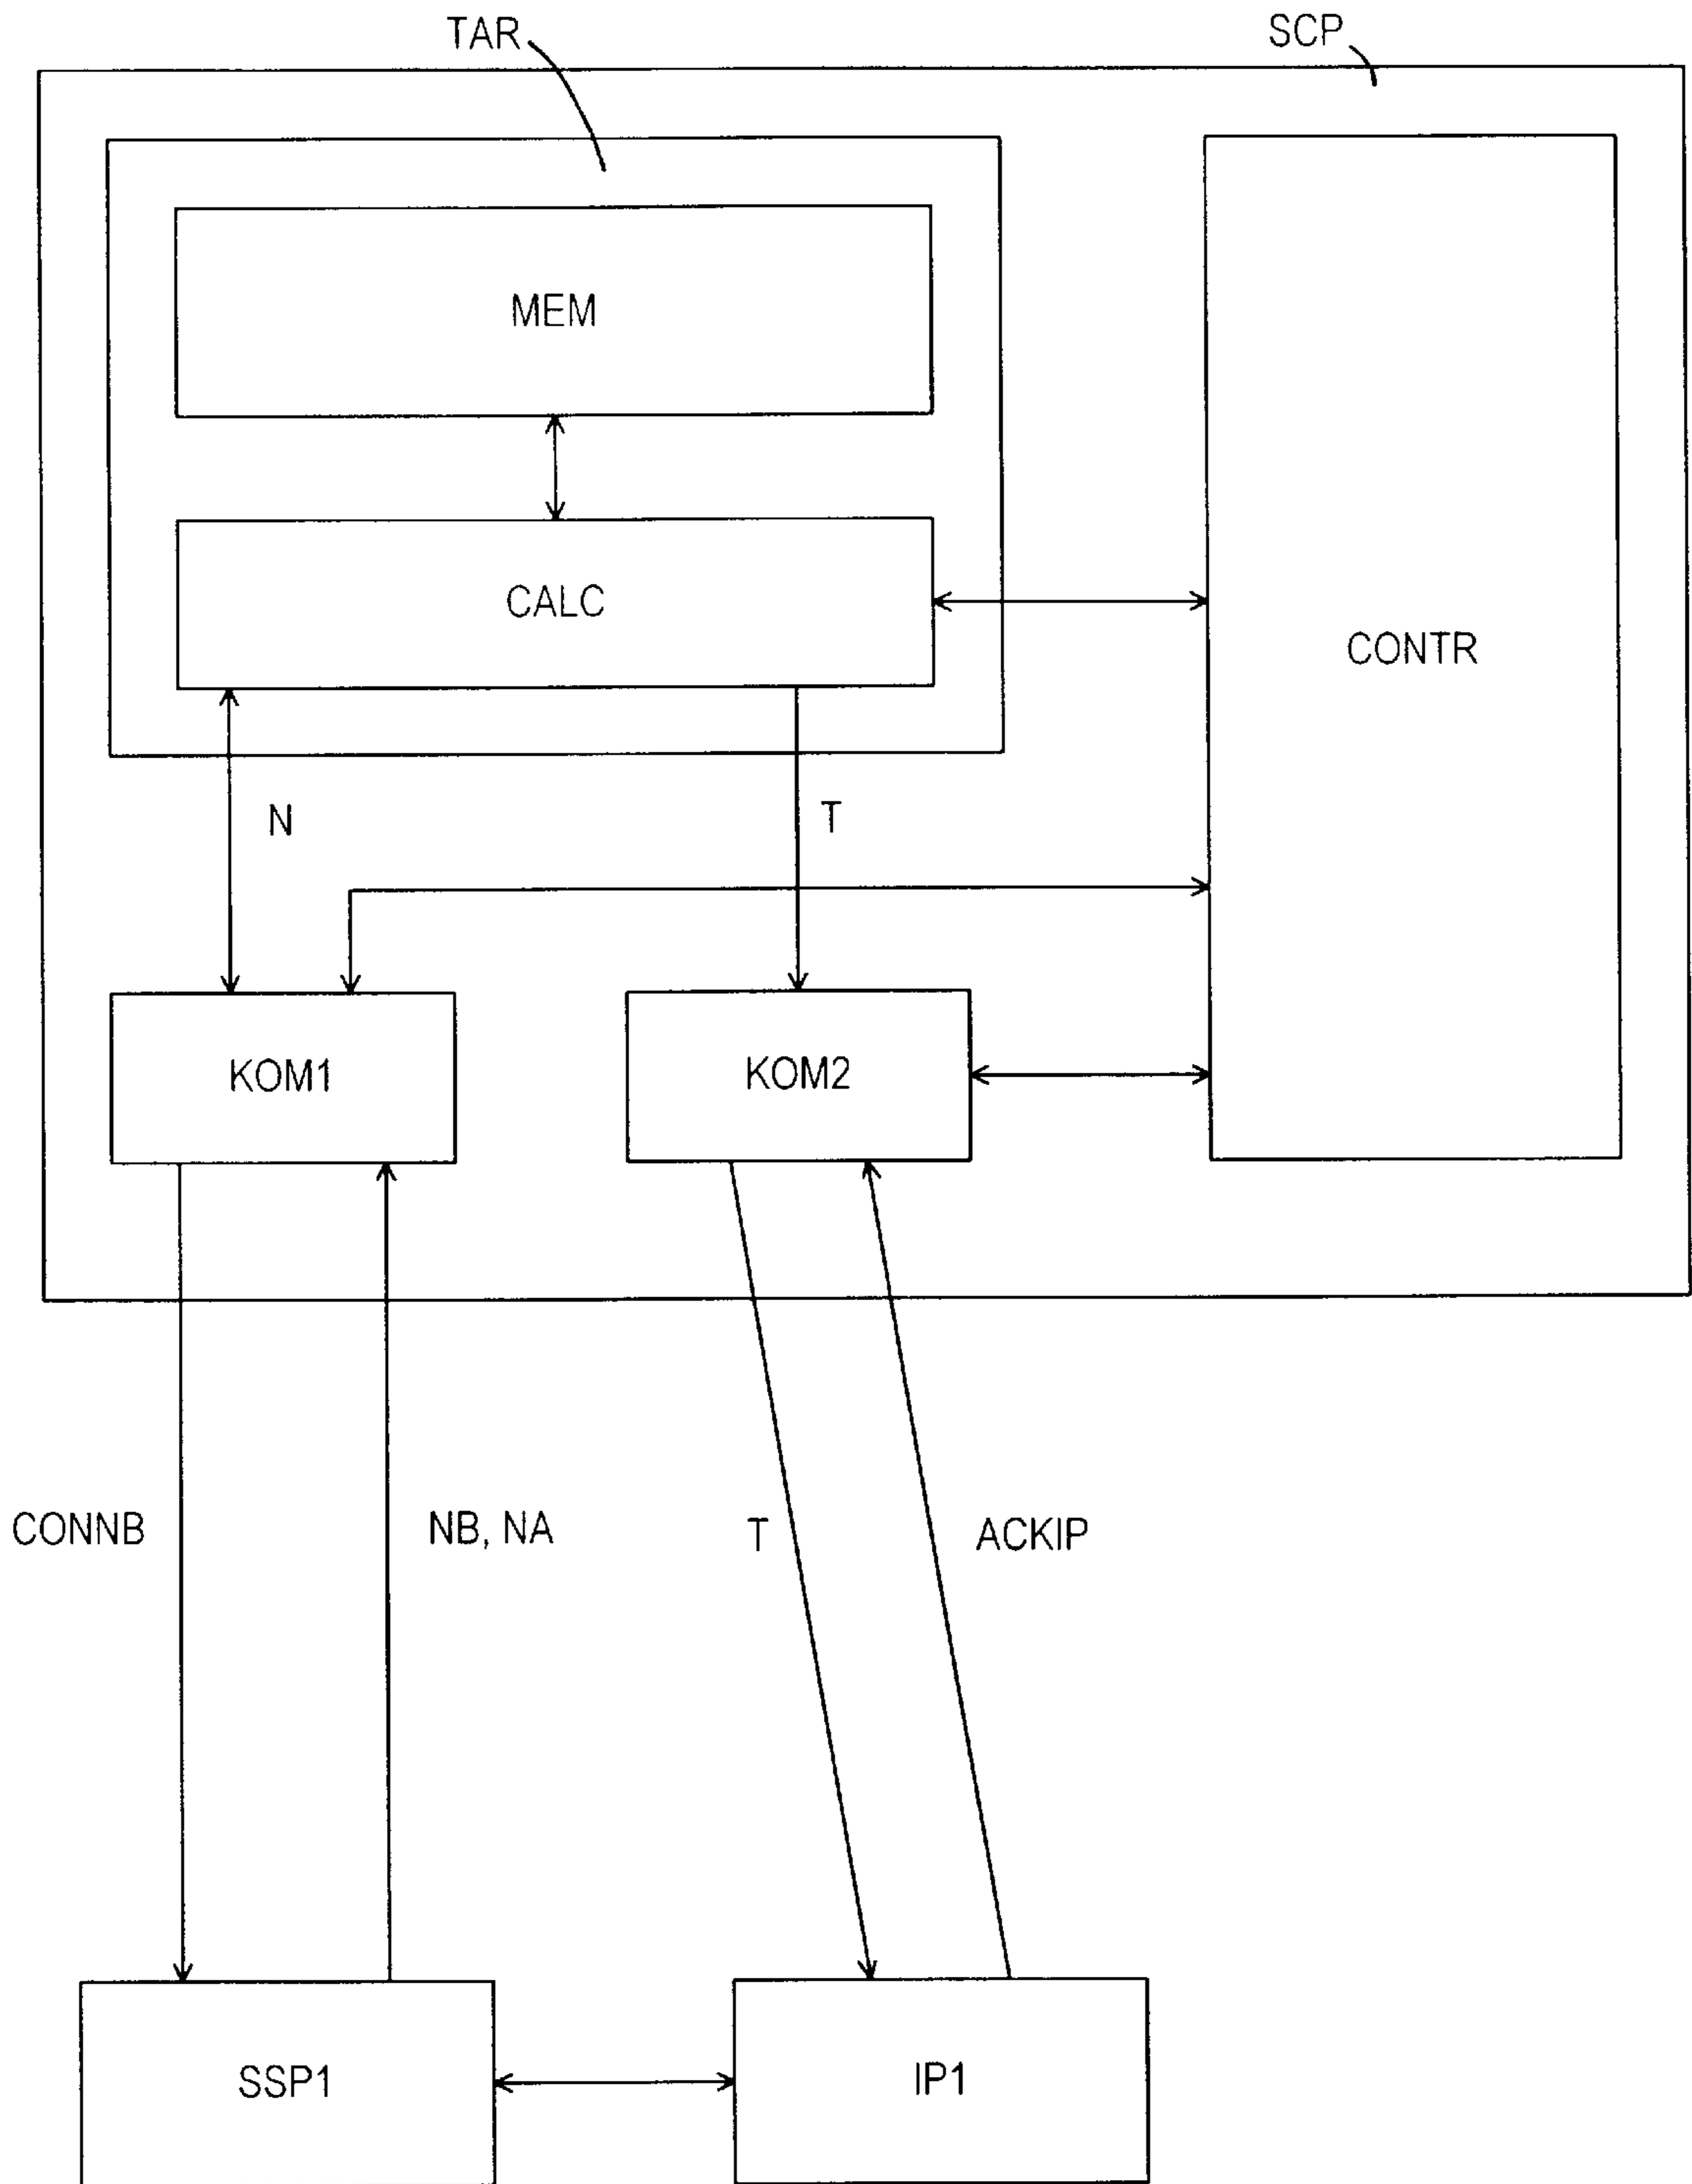 TAR
SCP
MEM
CALC
CONTR
N
T
KOM1
KOM2
CONNB
NB, NA
T
ACKIP
SSP1
IP1